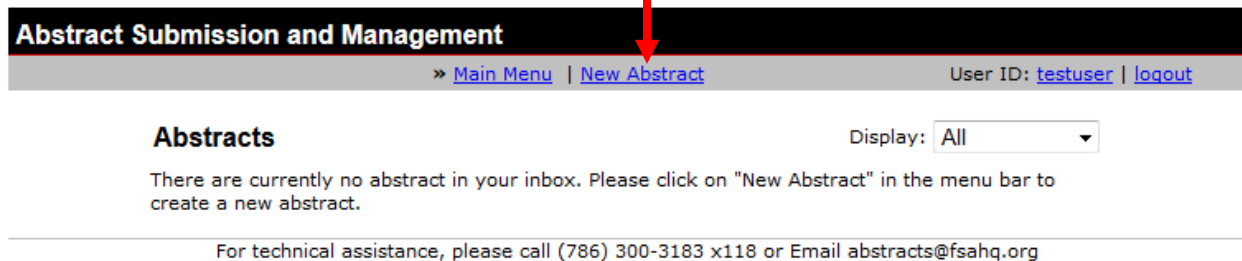 Abstract Submission and Management
» Main Menu | New Abstract User ID: testuser | logout
Abstracts Display: All
There are currently no abstract in your inbox. Please click on "New Abstract" in the menu bar to
create a new abstract.
For technical assistance, please call (786) 300-3183 x118 or Email abstracts@fsahq.org